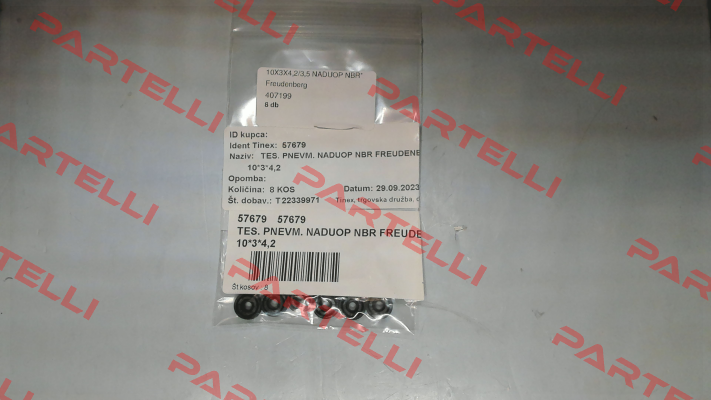 10X3X4,2/3,5 NADUOP NBR*
Freudenberg
407199
8 db
ID kupca:
Ident Tinex: 57679
Naziv: TES. PNEVM. NADUOP NBR FREUDENE
10*3*4,2
Opomba:
Količina: 8 KOS Datum: 29.09.2023
Št. dobav.: T22339971 Tinex, trgovska družba, d
57679 57679
TES. PNEVM. NADUOP NBR FREUDE
10*3*4,2
Št.kosov 8
PARTELLI
PARTELLI
PARTELLI
PARTELLI
PARTELLI
PARTELLI